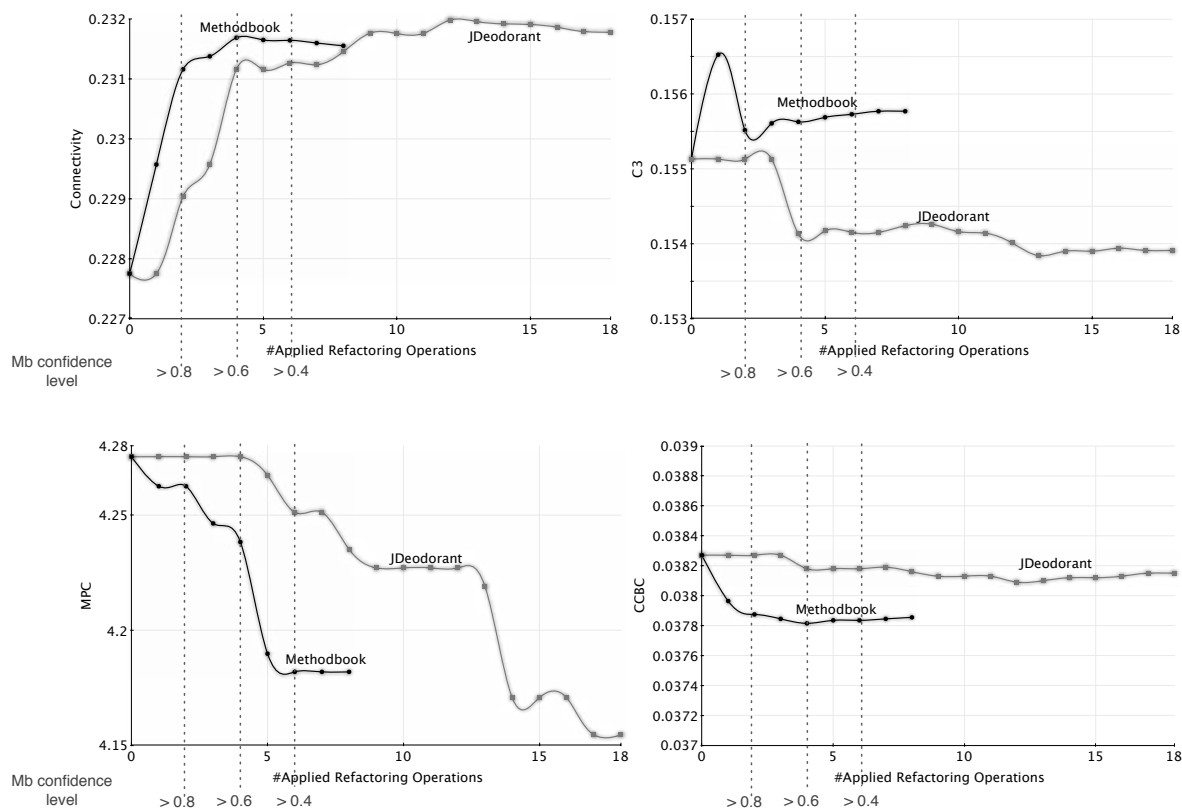 0.232
0.231
0.23
0.229
0.228
0.227
Connectivity
Methodbook
JDeodorant
0 5 10 15 18
#Applied Refactoring Operations
Mb confidence
level
> 0.8 > 0.6 > 0.4
0.157
0.156
0.155
0.154
0.153
C3
Methodbook
JDeodorant
0 5 10 15 18
#Applied Refactoring Operations
> 0.8 > 0.6 > 0.4
4.28
4.25
4.2
4.15
MPC
JDeodorant
Methodbook
0 5 10 15 18
#Applied Refactoring Operations
Mb confidence
level
> 0.8 > 0.6 > 0.4
0.039
0.0388
0.0386
0.0384
0.0382
0.038
0.0378
0.0376
0.0374
0.0372
0.037
CCBC
JDeodorant
Methodbook
0 5 10 15 18
#Applied Refactoring Operations
> 0.8 > 0.6 > 0.4